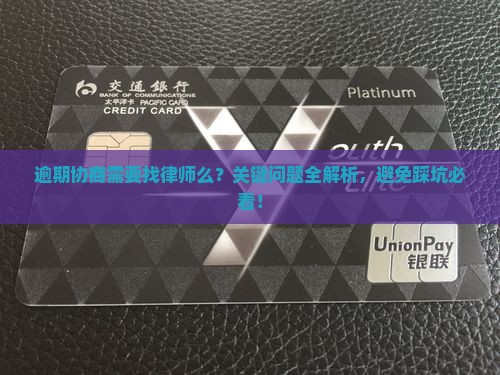 交通銀行
BANK OF COMMUNICATIONS
太平洋卡 PACIFIC CARD
CREDIT CARD
Platinum
Y
outh
逾期协商需要找律师么？关键问题全解析，避免踩坑必
看！
UnionPay
银联